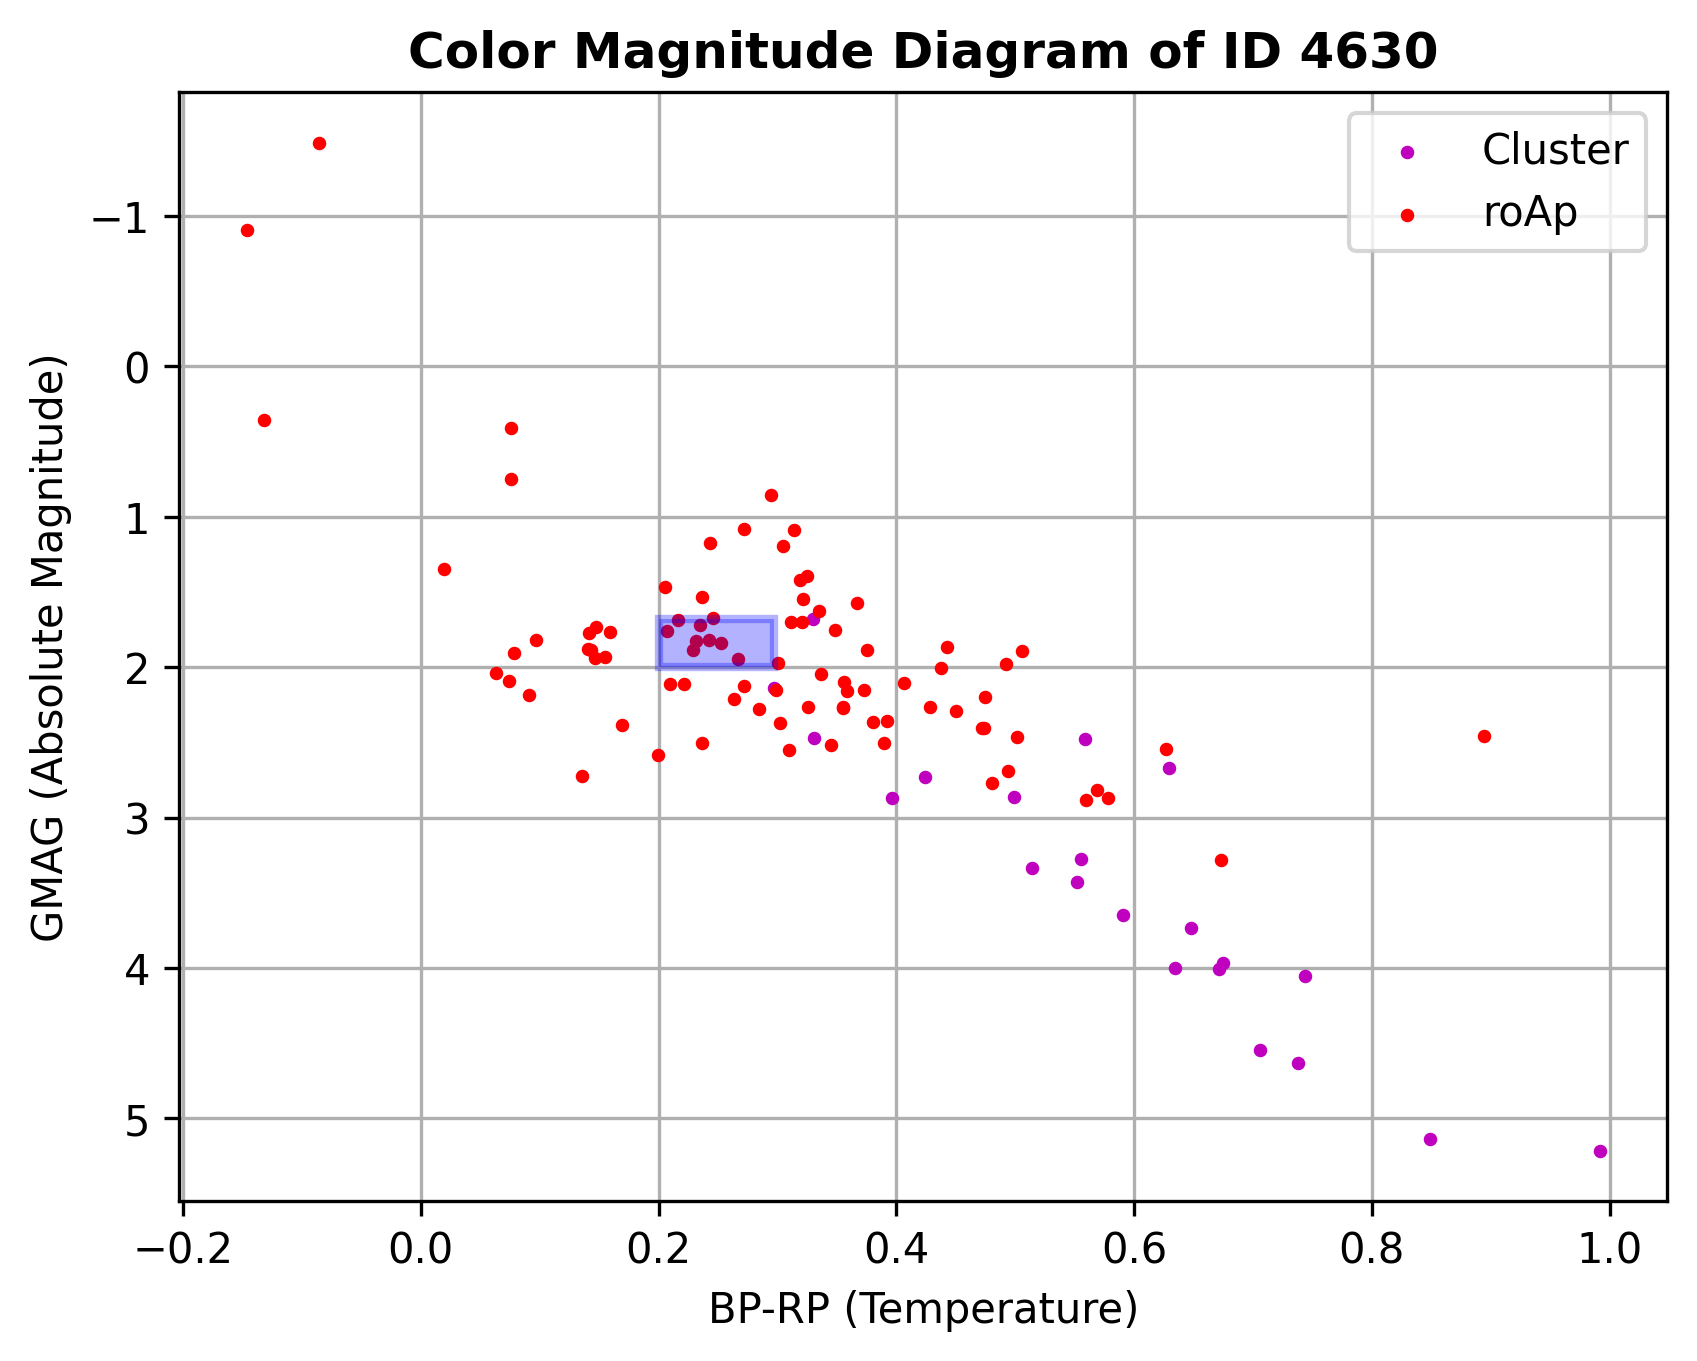 Color Magnitude Diagram of ID 4630
Cluster
roAp
GMAG (Absolute Magnitude)
−1
0
1
2
3
4
5
−0.2 0.0 0.2 0.4 0.6 0.8 1.0
BP-RP (Temperature)